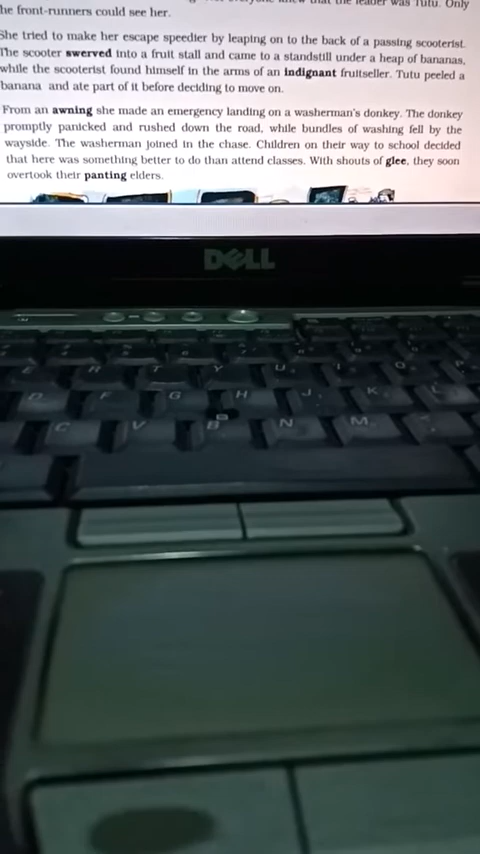 the front-runners could see her.
She tried to make her escape speedier by leaping on to the back of a passing scooterist.
The scooter swerved into a fruit stall and came to a standstill under a heap of bananas,
while the scooterist found himself in the arms of an indignant fruitseller. Tutu peeled a
banana and ate part of it before deciding to move on.
From an awning she made an emergency landing on a washerman's donkey. The donkey
promptly panicked and rushed down the road, while bundles of washing fell by the
wayside. The washerman joined in the chase. Children on their way to school decided
that here was something better to do than attend classes. With shouts of glee, they soon
overtook their panting elders.
DELL
E R T Y U I O P
D F G H J K L
C V B N M